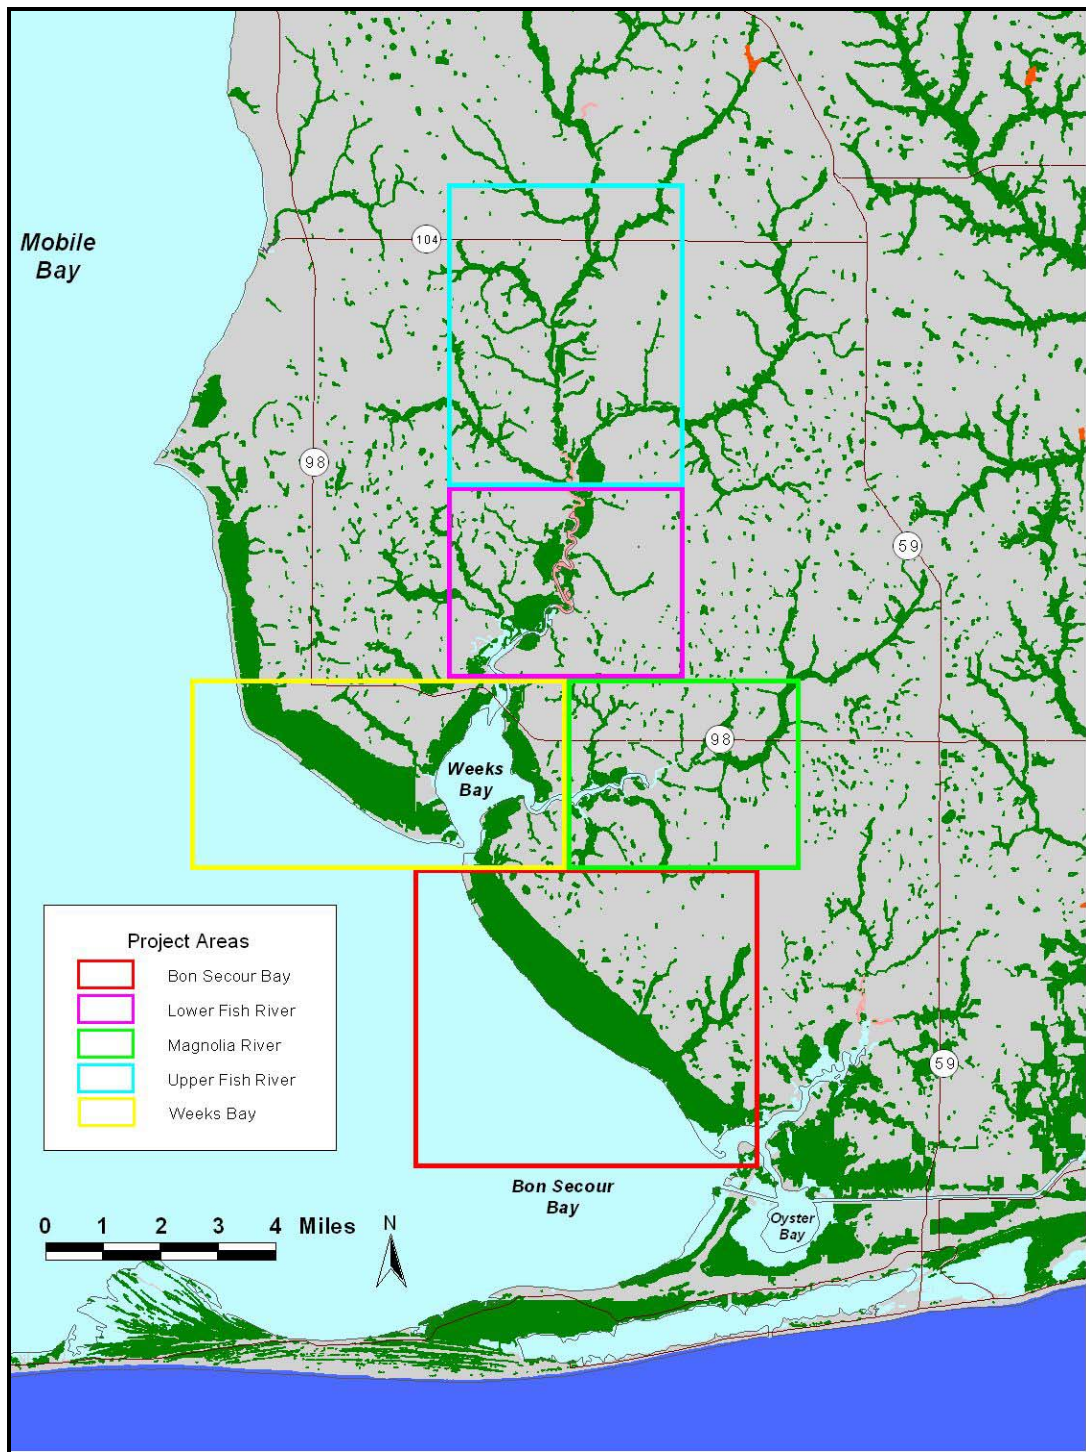 Mobile
Bay
104
98
59
98
Weeks
Bay
Project Areas
Bon Secour Bay
Lower Fish River
Magnolia River
Upper Fish River
Weeks Bay
59
Bon Secour
Bay
Oyster
Bay
0 1 2 3 4 Miles
N